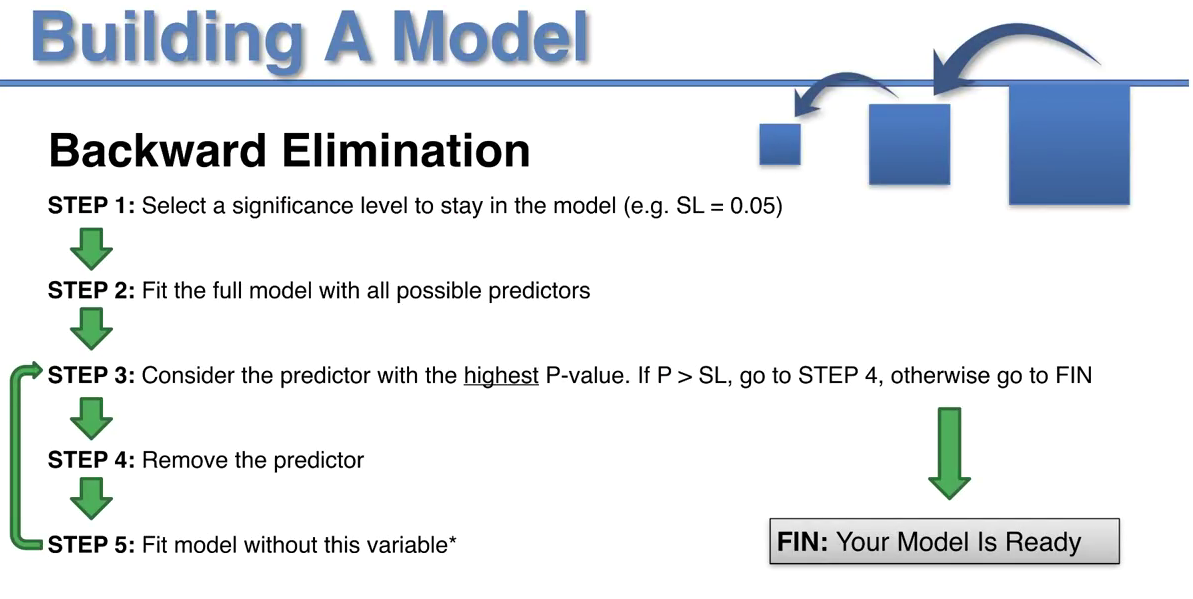 Building A Model
Backward Elimination
STEP 1: Select a significance level to stay in the model (e.g. SL = 0.05)
STEP 2: Fit the full model with all possible predictors
STEP 3: Consider the predictor with the highest P-value. If P > SL, go to STEP 4, otherwise go to FIN
STEP 4: Remove the predictor
STEP 5: Fit model without this variable*
FIN: Your Model Is Ready